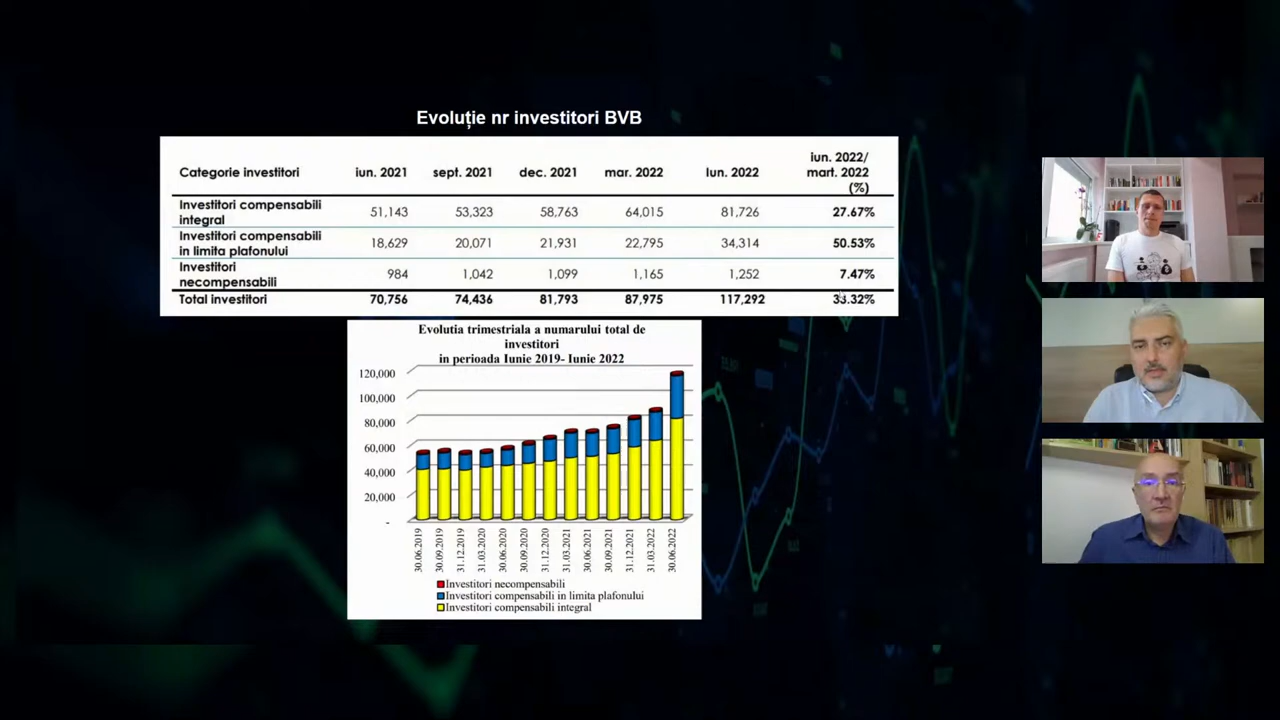 Evoluție nr investitori BVB
Categorie investitori iun. 2021 sept. 2021 dec. 2021 mar. 2022 Iun. 2022 iun. 2022/
mart. 2022
(%)
Investitori compensabili
integral 51,143 53,323 58,763 64,015 81,726 27.67%
Investitori compensabili
in limita plafonului 18,629 20,071 21,931 22,795 34,314 50.53%
Investitori
necompensabili 984 1,042 1,099 1,165 1,252 7.47%
Total investitori 70,756 74,436 81,793 87,975 117,292 33.32%
Evolutia trimestriala a numarului total de
investitori
in perioada Iunie 2019- Iunie 2022
120,000
100,000
80,000
60,000
40,000
20,000
-
30.06.2019
30.09.2019
31.12.2019
31.03.2020
30.06.2020
30.09.2020
31.12.2020
31.03.2021
30.06.2021
30.09.2021
31.12.2021
31.03.2022
30.06.2022
Investitori necompensabili
Investitori compensabili in limita plafonului
Investitori compensabili integral